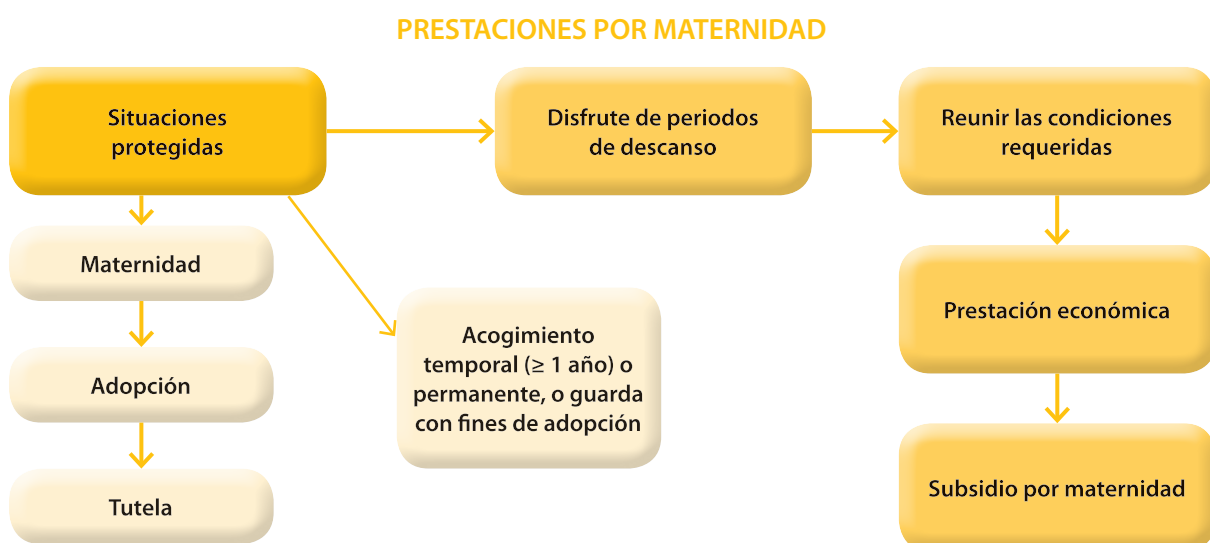 PRESTACIONES POR MATERNIDAD
Situaciones
protegidas
Disfrute de periodos
de descanso
Reunir las condiciones
requeridas
Maternidad
Adopción
Tutela
Acogimiento
temporal (≥ 1 año) o
permanente, o guarda
con fines de adopción
Prestación económica
Subsidio por maternidad